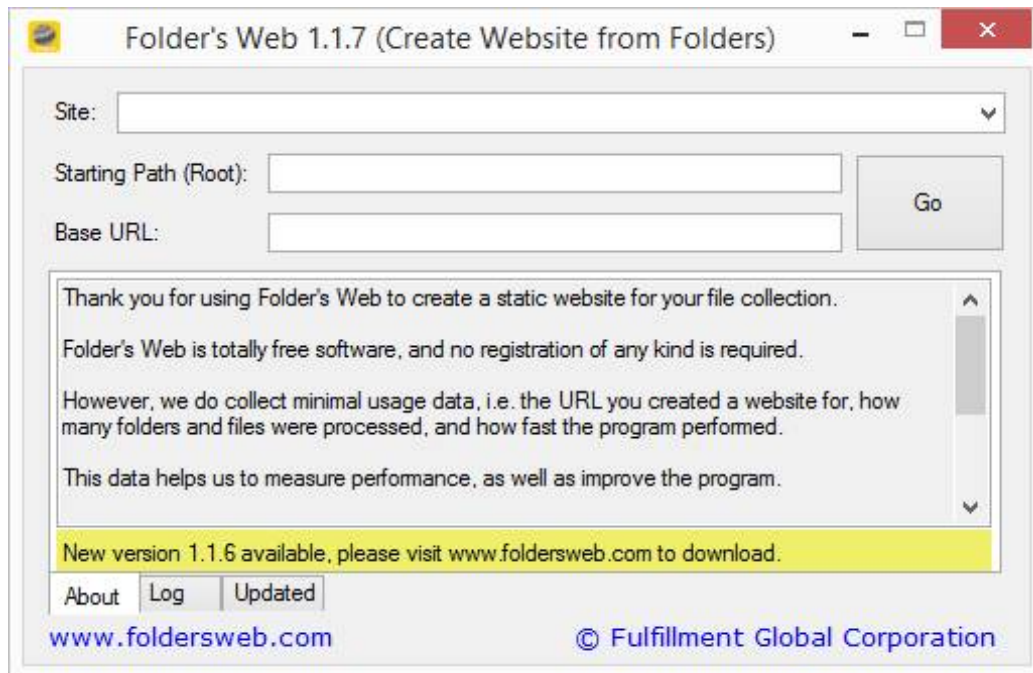 Folder's Web 1.1.7 (Create Website from Folders)
Site:
Starting Path (Root):
Go
Base URL:
Thank you for using Folder's Web to create a static website for your file collection.
Folder's Web is totally free software, and no registration of any kind is required.
However, we do collect minimal usage data, i.e. the URL you created a website for, how
many folders and files were processed, and how fast the program performed.
This data helps us to measure performance, as well as improve the program.
New version 1.1.6 available, please visit www.foldersweb.com to download.
About Log Updated
www.foldersweb.com © Fulfillment Global Corporation